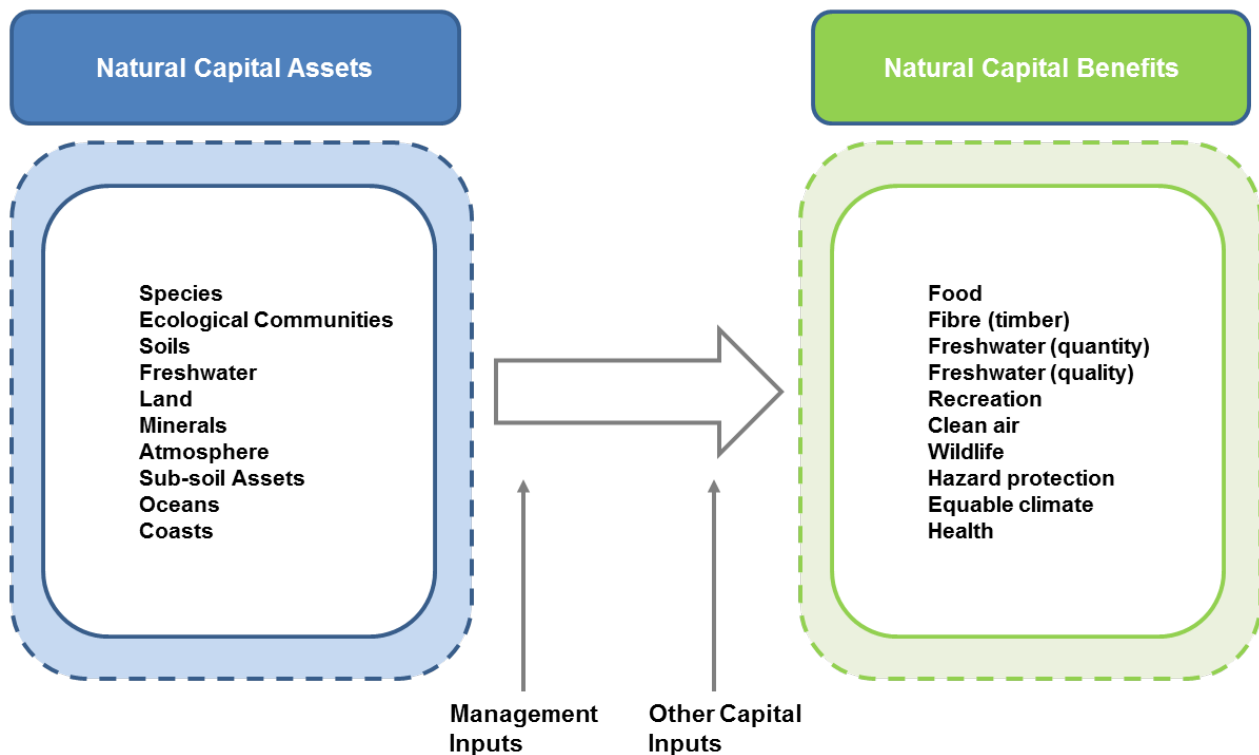 Natural Capital Assets
Natural Capital Benefits
Species
Ecological Communities
Soils
Freshwater
Land
Minerals
Atmosphere
Sub-soil Assets
Oceans
Coasts
Food
Fibre (timber)
Freshwater (quantity)
Freshwater (quality)
Recreation
Clean air
Wildlife
Hazard protection
Equable climate
Health
Management
Inputs
Other Capital
Inputs